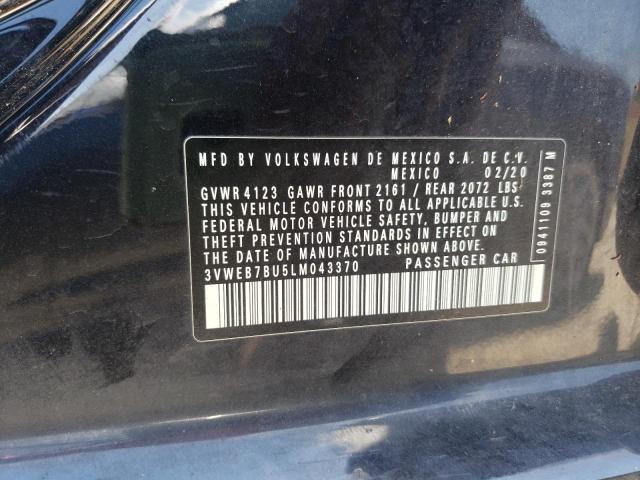 MFD BY VOLKSWAGEN DE MEXICO S.A. DE C.V.
MEXICO 02/20
GVWR 4123 GAWR FRONT 2161 / REAR 2072 LBS
THIS VEHICLE CONFORMS TO ALL APPLICABLE U.S.
FEDERAL MOTOR VEHICLE SAFETY, BUMPER AND
THEFT PREVENTION STANDARDS IN EFFECT ON
THE DATE OF MANUFACTURE SHOWN ABOVE.
3VWEB7BU5LM043370 PASSENGER CAR
0941109 3387 M